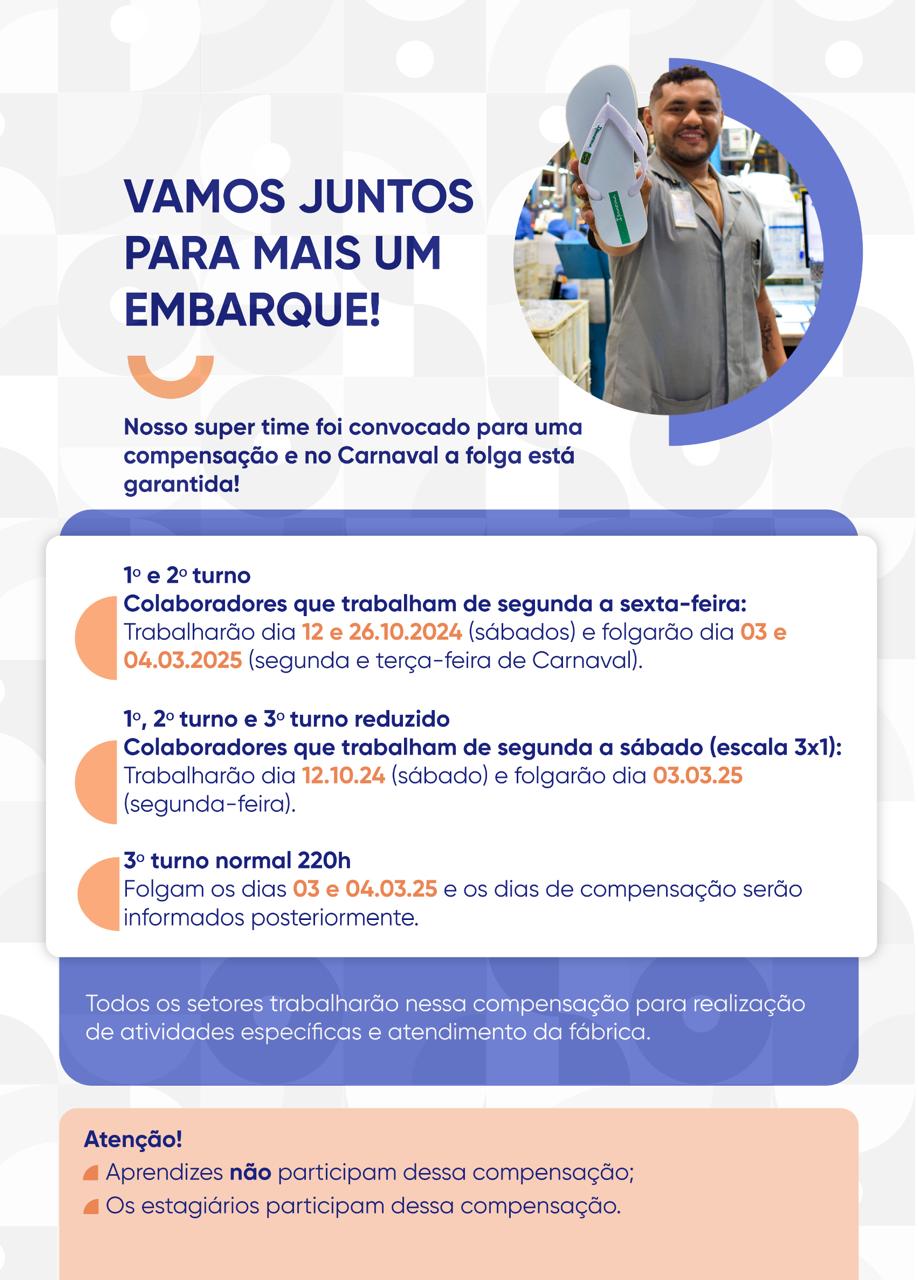 VAMOS JUNTOS
PARA MAIS UM
EMBARQUE!
Nosso super time foi convocado para uma
compensação e no Carnaval a folga está
garantida!
1º e 2º turno
Colaboradores que trabalham de segunda a sexta-feira:
Trabalharão dia 12 e 26.10.2024 (sábados) e folgarão dia 03 e
04.03.2025 (segunda e terça-feira de Carnaval).
1º, 2º turno e 3º turno reduzido
Colaboradores que trabalham de segunda a sábado (escala 3x1):
Trabalharão dia 12.10.24 (sábado) e folgarão dia 03.03.25
(segunda-feira).
3º turno normal 220h
Folgam os dias 03 e 04.03.25 e os dias de compensação serão
informados posteriormente.
Todos os setores trabalharão nessa compensação para realização
de atividades específicas e atendimento da fábrica.
Atenção!
Aprendizes não participam dessa compensação;
Os estagiários participam dessa compensação.